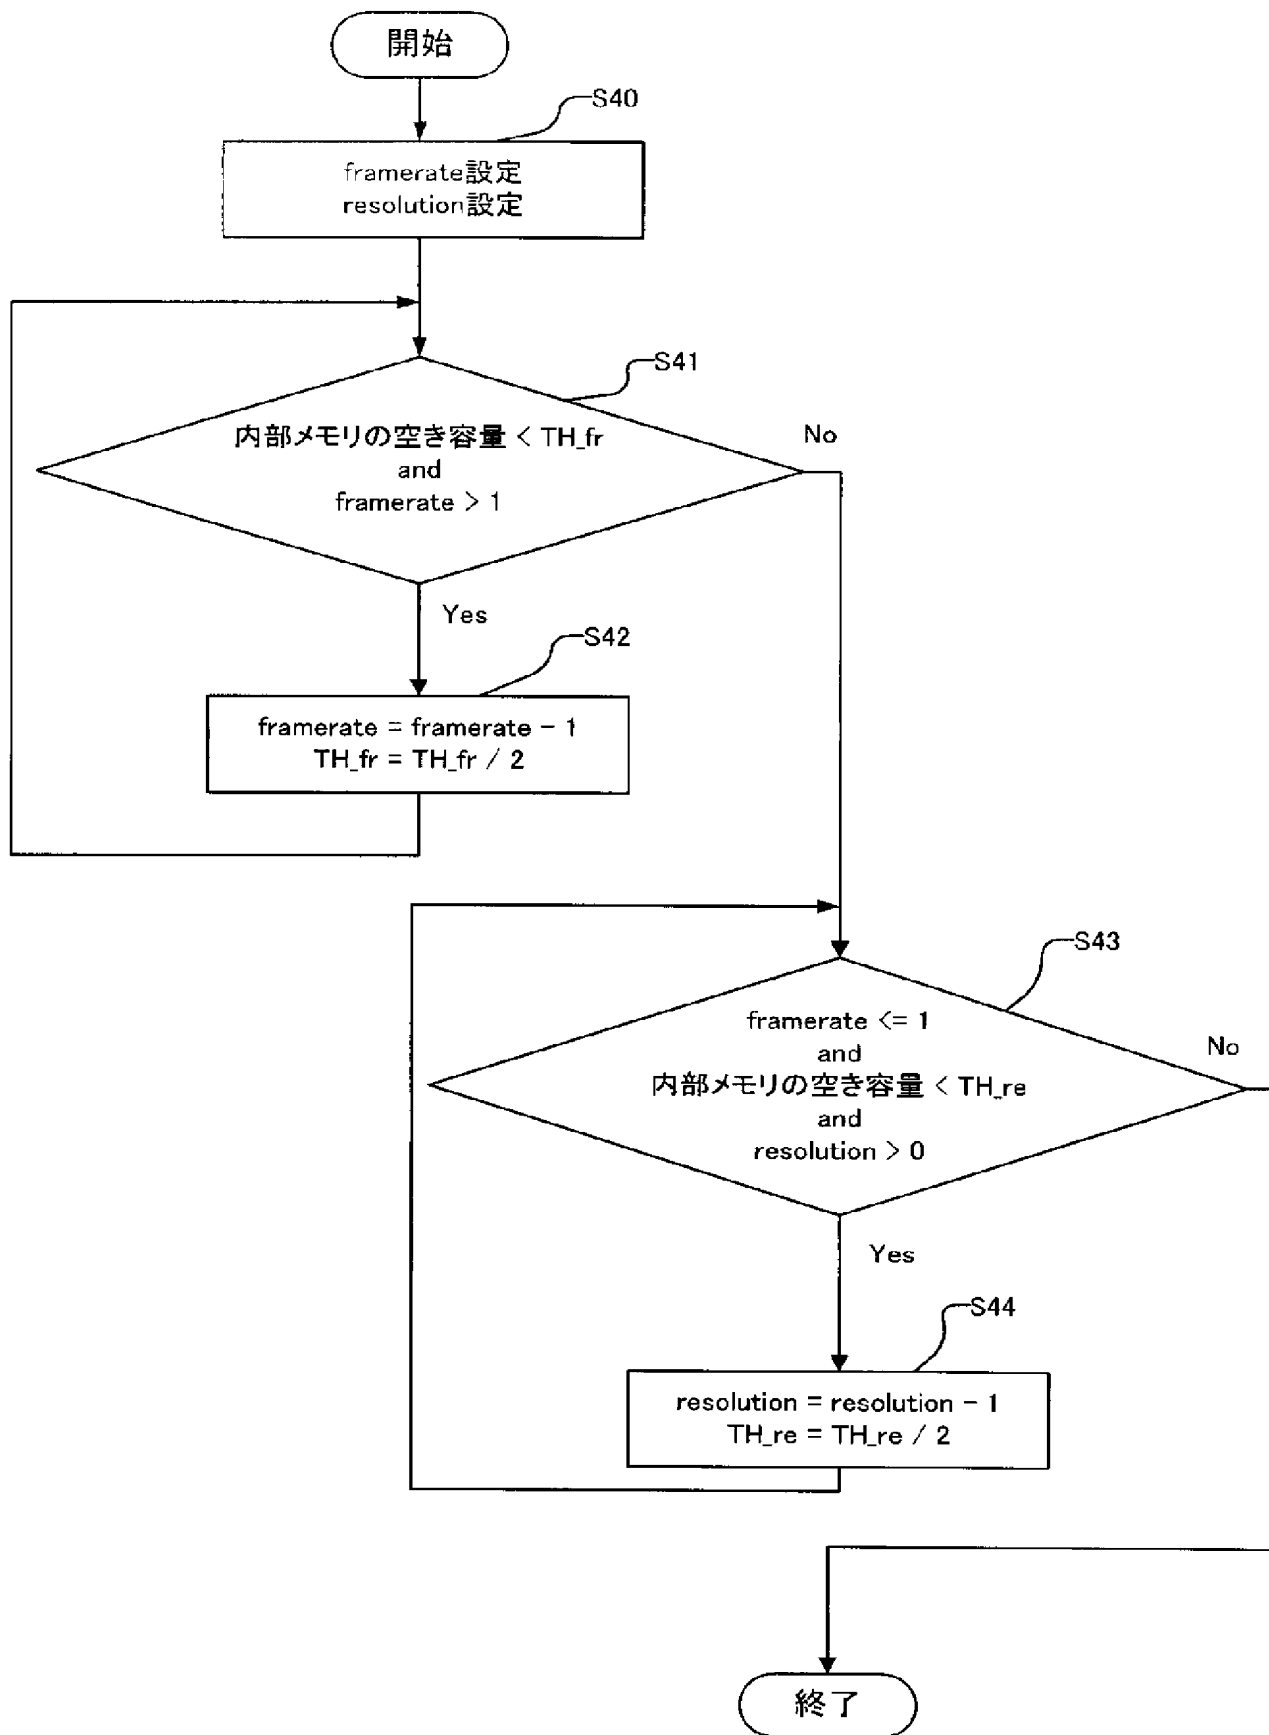 開始
S40
framerate設定
resolution設定
S41
内部メモリの空き容量 < TH_fr
and
framerate > 1
No
Yes
S42
framerate = framerate - 1
TH_fr = TH_fr / 2
S43
framerate <= 1
and
内部メモリの空き容量 < TH_re
and
resolution > 0
No
Yes
S44
resolution = resolution - 1
TH_re = TH_re / 2
終了